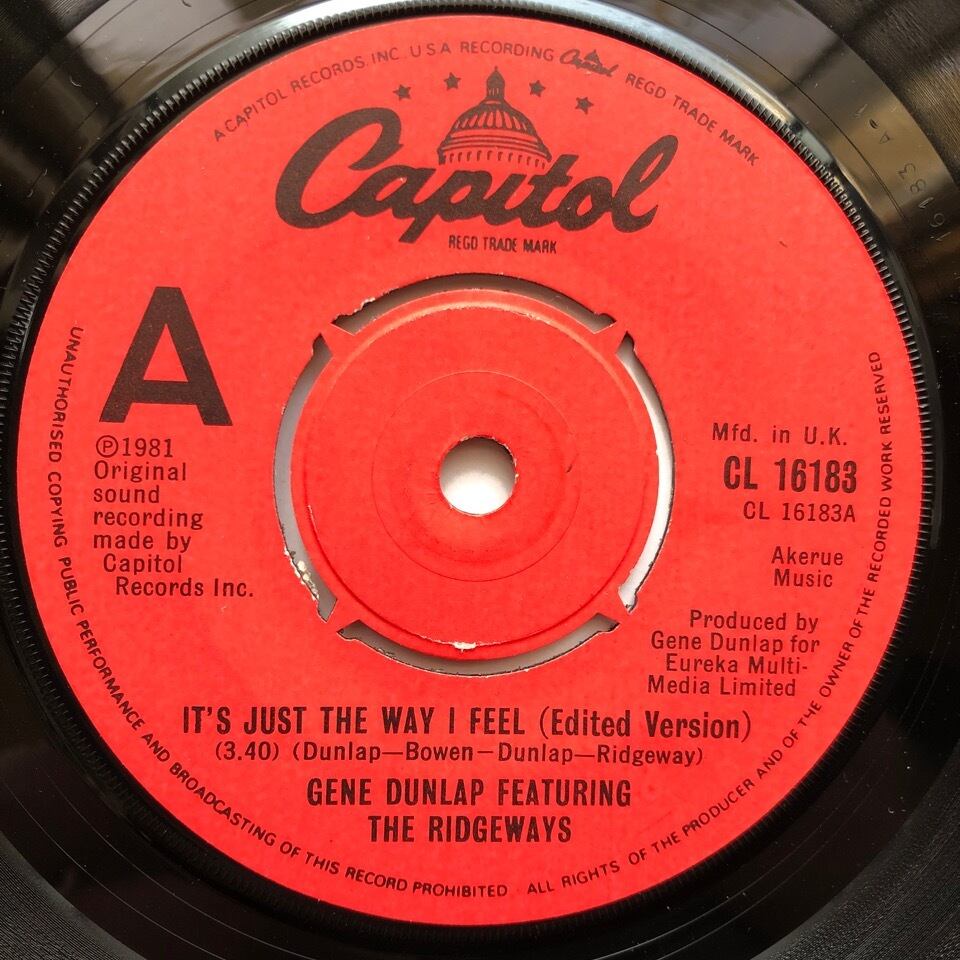 A CAPITOL RECORDS. INC. U S A RECORDING Capitol REGD TRADE MARK
Capitol
REGD TRADE MARK
A
Ⓟ1981
Original
sound
recording
made by
Capitol
Records Inc.
Mfd. in U.K.
CL 16183
CL 16183A
Akerue
Music
Produced by
Gene Dunlap for
Eureka Multi-
Media Limited
IT'S JUST THE WAY I FEEL (Edited Version)
(3.40) (Dunlap—Bowen—Dunlap—Ridgeway)
GENE DUNLAP FEATURING
THE RIDGEWAYS
UNAUTHORISED COPYING PUBLIC PERFORMANCE AND BROADCASTING OF THIS RECORD PROHIBITED ALL RIGHTS OF THE PRODUCER AND OF THE OWNER OF THE RECORDED WORK RESERVED